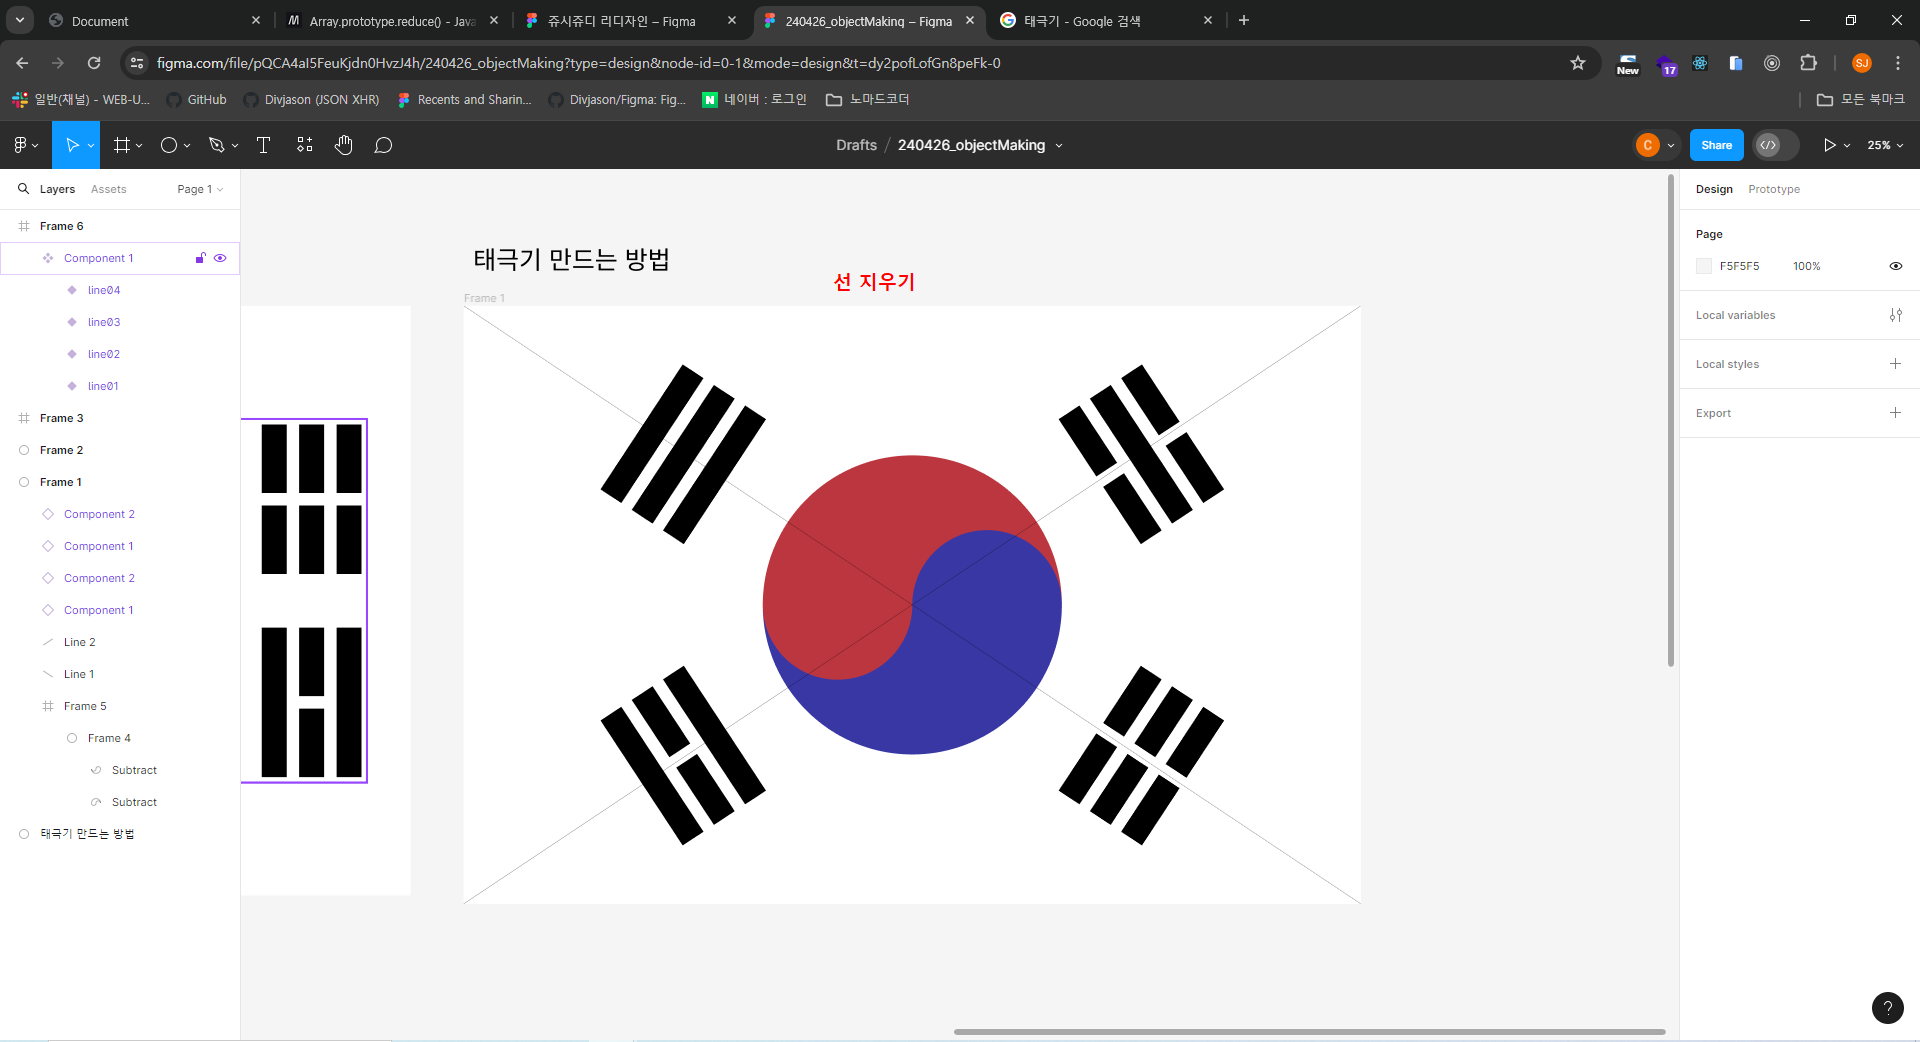 Document
Array.prototype.reduce() - Java
쥬시쥬디 리디자인 – Figma
240426_objectMaking – Figma
태극기 - Google 검색
figma.com/file/pQCA4aI5FeuKjdn0HvzJ4h/240426_objectMaking?type=design&node-id=0-1&mode=design&t=dy2pofLofGn8peFk-0
New
17
SJ
일반(채널) - WEB-U...
GitHub
Divjason (JSON XHR)
Recents and Sharin...
Divjason/Figma: Fig...
네이버 : 로그인
노마드코더
모든 북마크
Drafts / 240426_objectMaking
C
Share
25%
Layers
Assets
Page 1
Design
Prototype
Frame 6
Component 1
line04
line03
line02
line01
Frame 3
Frame 2
Frame 1
Component 2
Component 1
Component 2
Component 1
Line 2
Line 1
Frame 5
Frame 4
Subtract
Subtract
태극기 만드는 방법
태극기 만드는 방법
선 지우기
Frame 1
Page
F5F5F5
100%
Local variables
Local styles
Export
?